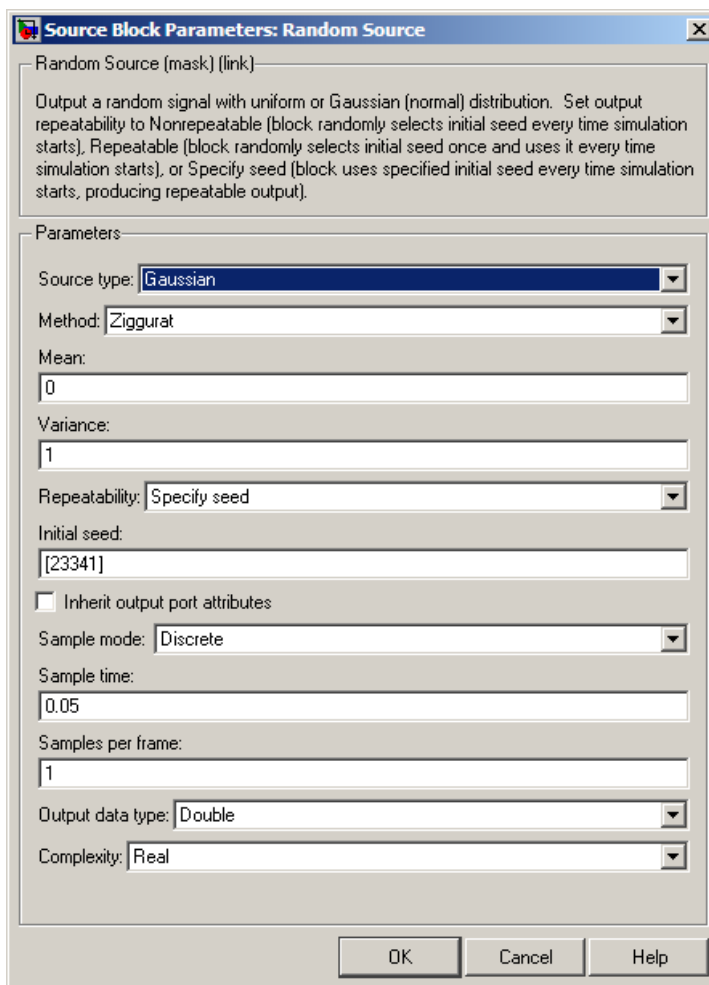 Source Block Parameters: Random Source
Random Source (mask) (link)
Output a random signal with uniform or Gaussian (normal) distribution.  Set output
repeatability to Nonrepeatable (block randomly selects initial seed every time simulation
starts), Repeatable (block randomly selects initial seed once and uses it every time
simulation starts), or Specify seed (block uses specified initial seed every time simulation
starts, producing repeatable output).
Parameters
Source type: Gaussian
Method: Ziggurat
Mean:
0
Variance:
1
Repeatability: Specify seed
Initial seed:
[23341]
Inherit output port attributes
Sample mode: Discrete
Sample time:
0.05
Samples per frame:
1
Output data type: Double
Complexity: Real
OK Cancel Help